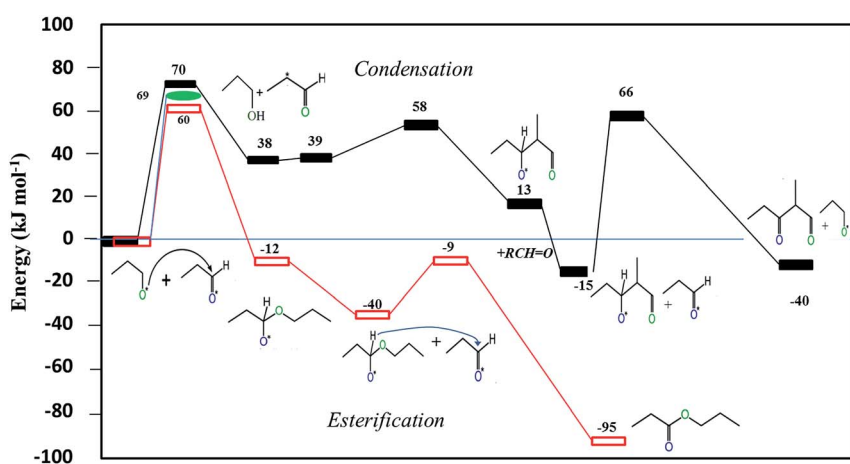 100
80
60
40
20
0
-20
-40
-60
-80
-100
Energy (kJ mol⁻¹)
Condensation
Esterification
70
69
60
38
39
58
13
66
-15
-40
+RCH=O
-12
-40
-9
-95
+
*
H
OH
O
H
O*
O
O*
+
H
O*
H
O
O*
H
O
O*
+
H
O*
H
O*
O
+
H
O*
O
O
+
O*
O
O